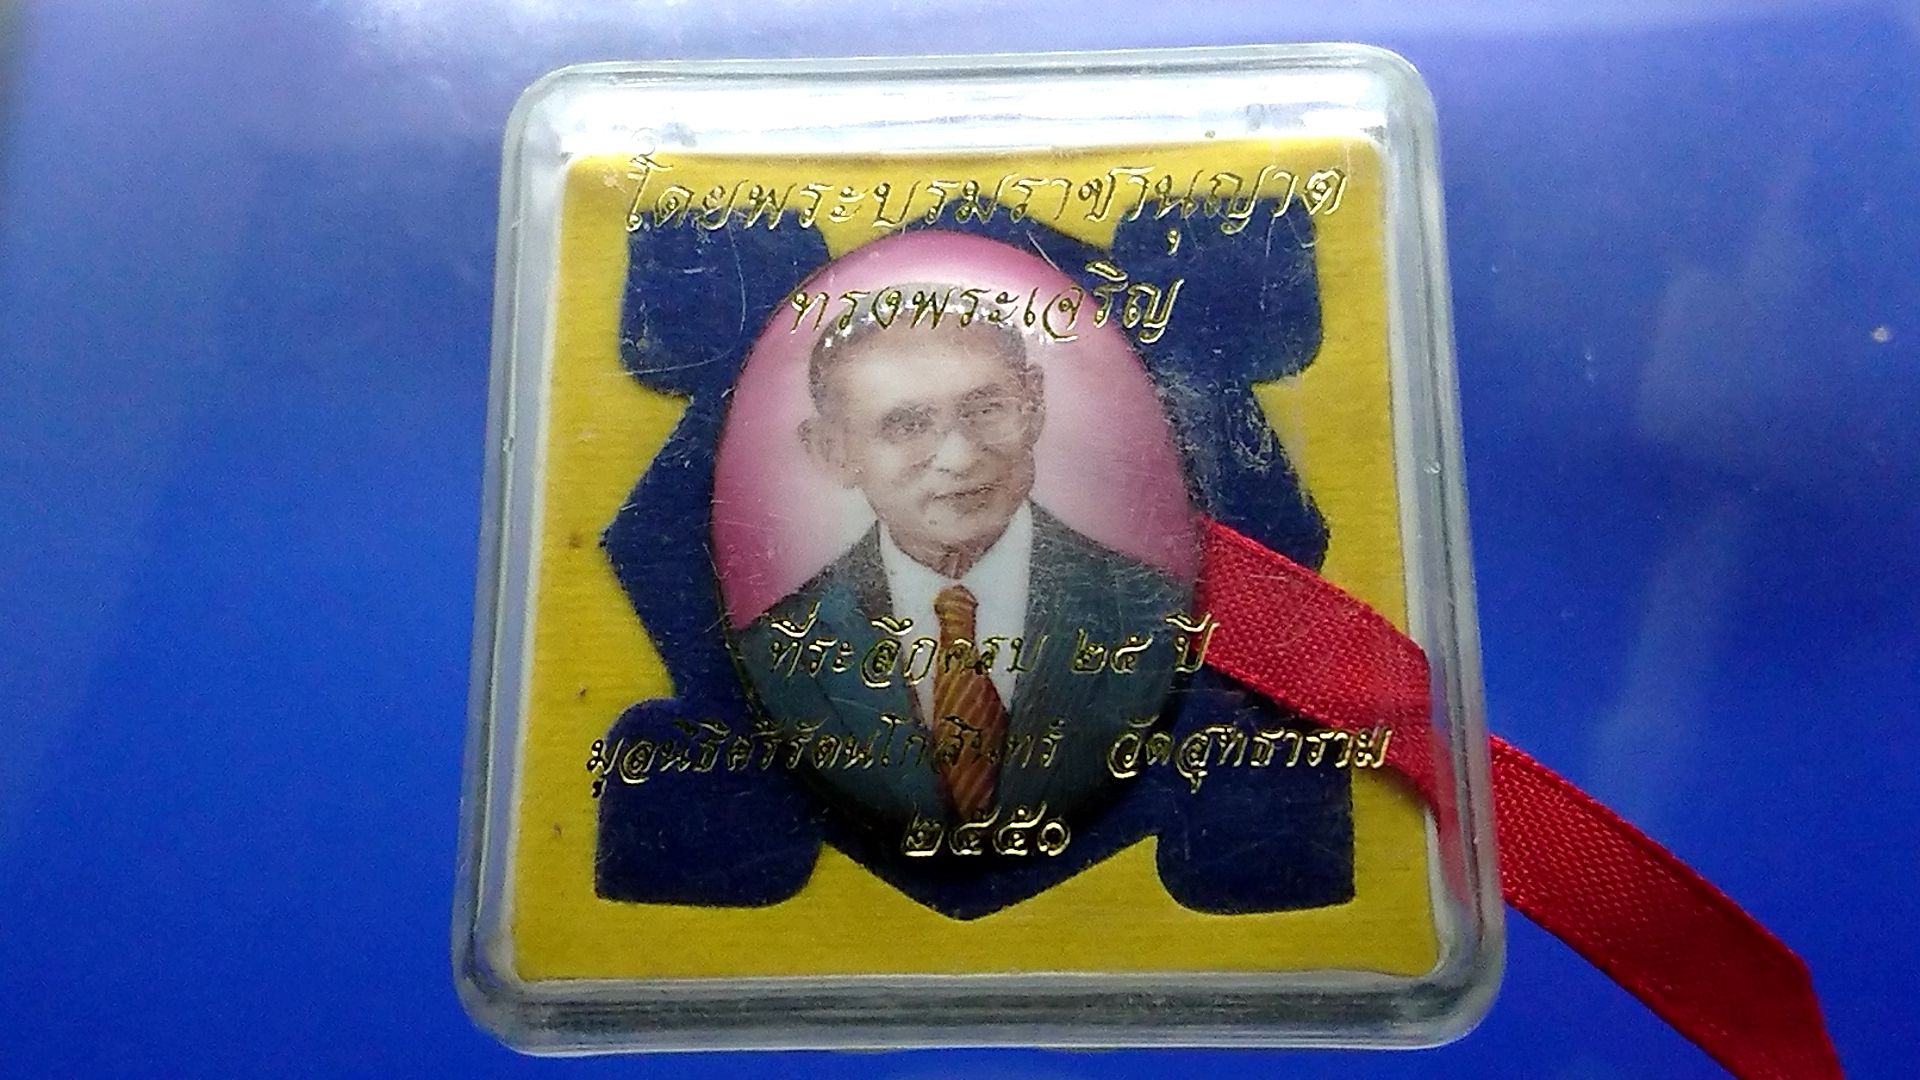 โดยพระบรมราชานุญาต
ทรงพระเจริญ
ที่ระลึกครบ ๒๕ ปี
มูลนิธิศรีรัตนโกสินทร์ วัดสุทธาราม
๒๕๕๐